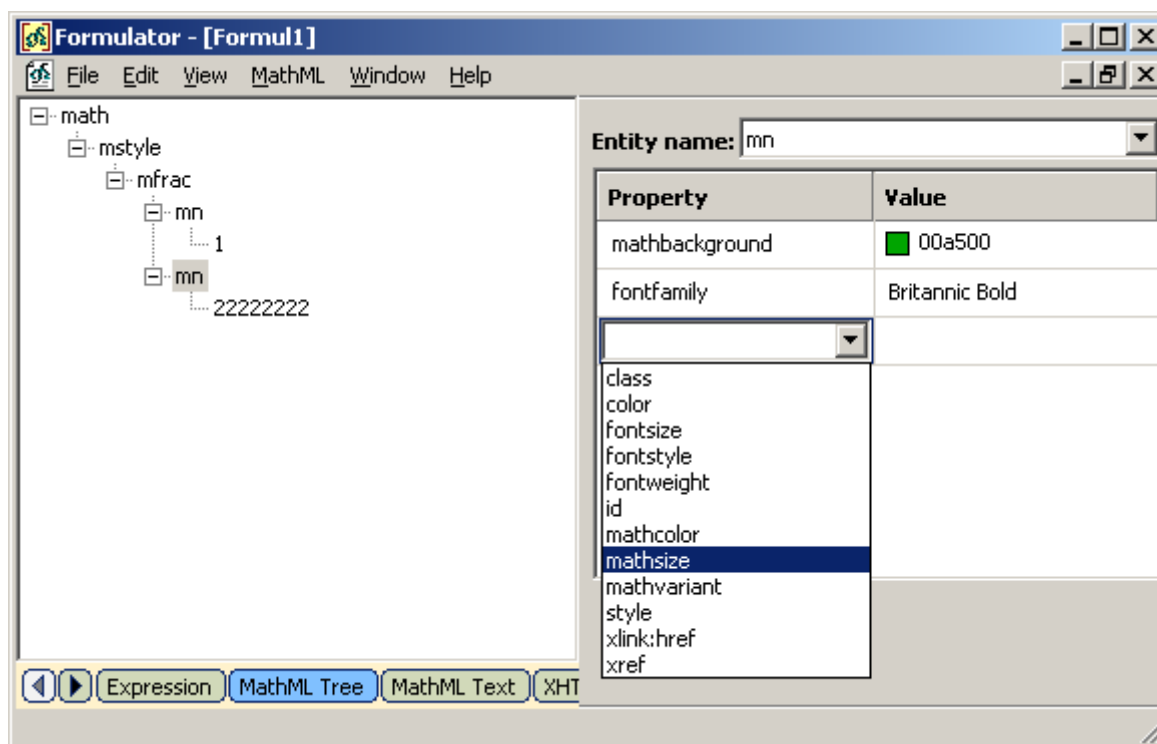 Formulator - [Formul1]
File Edit View MathML Window Help
math
mstyle
mfrac
mn
1
mn
22222222
Entity name: mn
Property Value
mathbackground 00a500
fontfamily Britannic Bold
class
color
fontsize
fontstyle
fontweight
id
mathcolor
mathsize
mathvariant
style
xlink:href
xref
Expression MathML Tree MathML Text XHT